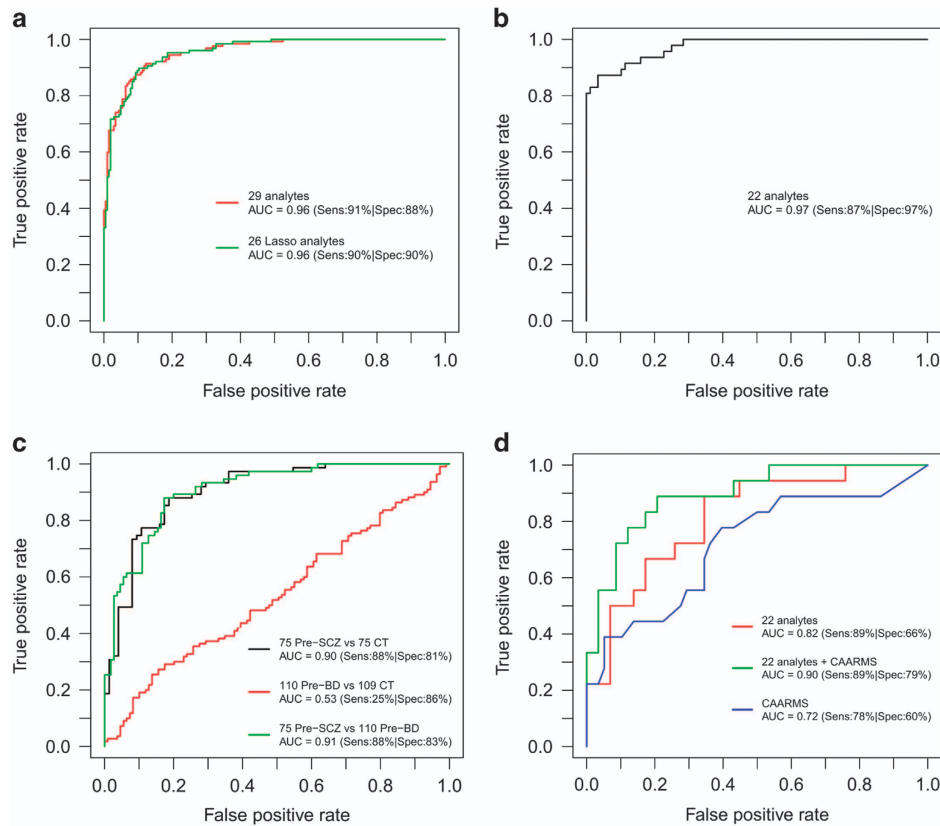 a
True positive rate
1.0
0.8
0.6
0.4
0.2
0.0
29 analytes
AUC = 0.96 (Sens:91%|Spec:88%)
26 Lasso analytes
AUC = 0.96 (Sens:90%|Spec:90%)
0.0 0.2 0.4 0.6 0.8 1.0
False positive rate
b
True positive rate
1.0
0.8
0.6
0.4
0.2
0.0
22 analytes
AUC = 0.97 (Sens:87%|Spec:97%)
0.0 0.2 0.4 0.6 0.8 1.0
False positive rate
c
True positive rate
1.0
0.8
0.6
0.4
0.2
0.0
75 Pre−SCZ vs 75 CT
AUC = 0.90 (Sens:88%|Spec:81%)
110 Pre−BD vs 109 CT
AUC = 0.53 (Sens:25%|Spec:86%)
75 Pre−SCZ vs 110 Pre−BD
AUC = 0.91 (Sens:88%|Spec:83%)
0.0 0.2 0.4 0.6 0.8 1.0
False positive rate
d
True positive rate
1.0
0.8
0.6
0.4
0.2
0.0
22 analytes
AUC = 0.82 (Sens:89%|Spec:66%)
22 analytes + CAARMS
AUC = 0.90 (Sens:89%|Spec:79%)
CAARMS
AUC = 0.72 (Sens:78%|Spec:60%)
0.0 0.2 0.4 0.6 0.8 1.0
False positive rate